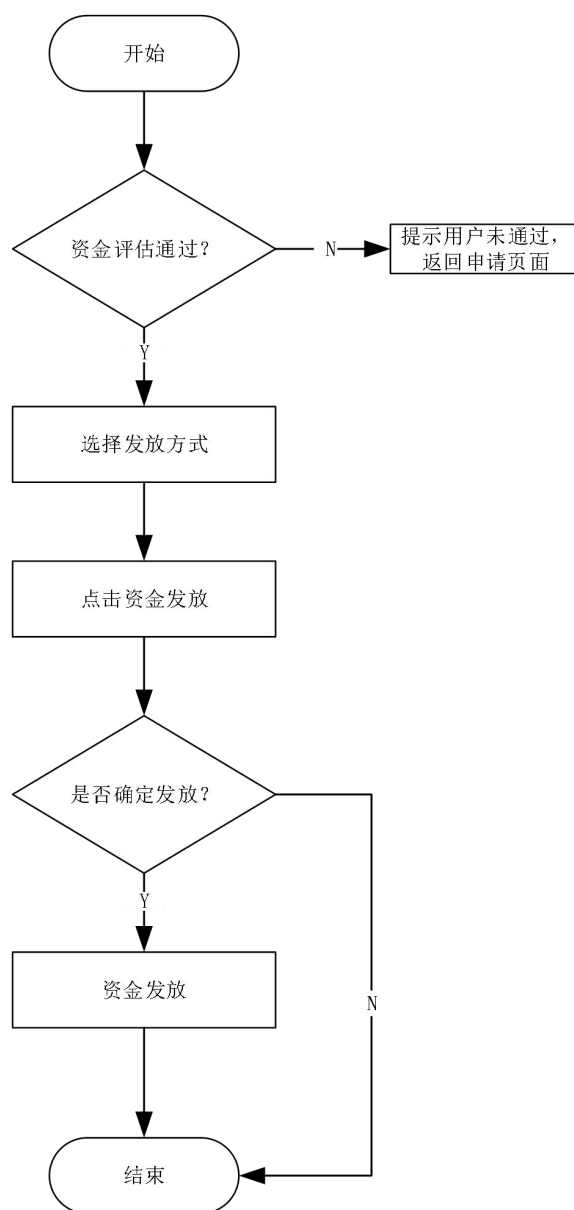 开始
资金评估通过？
N
提示用户未通过，
返回申请页面
Y
选择发放方式
点击资金发放
是否确定发放？
Y
资金发放
N
结束